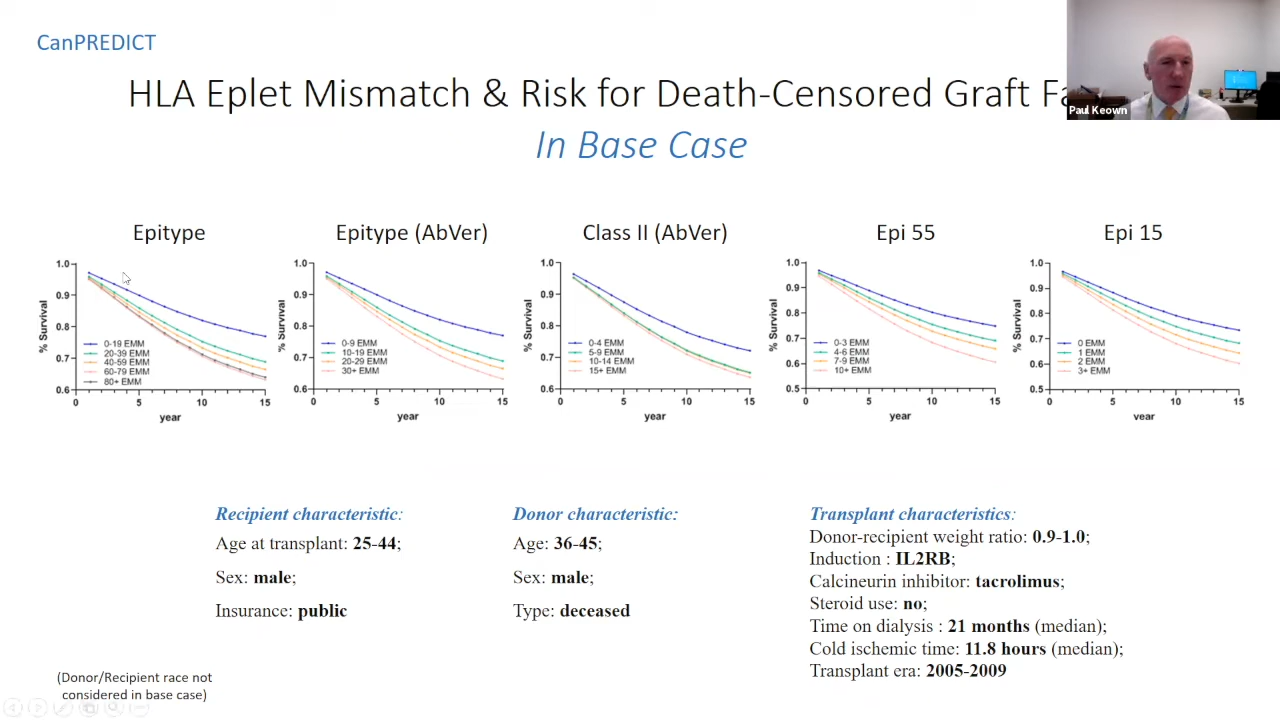 CanPREDICT
HLA Eplet Mismatch & Risk for Death-Censored Graft Fa
In Base Case
Paul Keown
Epitype
% Survival
1.0
0.9
0.8
0.7
0.6
0-19 EMM
20-39 EMM
40-59 EMM
60-79 EMM
80+ EMM
0 5 10 15
year
Epitype (AbVer)
% Survival
1.0
0.9
0.8
0.7
0.6
0-9 EMM
10-19 EMM
20-29 EMM
30+ EMM
0 5 10 15
year
Class II (AbVer)
% Survival
1.0
0.9
0.8
0.7
0.6
0-4 EMM
5-9 EMM
10-14 EMM
15+ EMM
0 5 10 15
year
Epi 55
% Survival
1.0
0.9
0.8
0.7
0.6
0.5
0-3 EMM
4-6 EMM
7-9 EMM
10+ EMM
0 5 10 15
year
Epi 15
% Survival
1.0
0.9
0.8
0.7
0.6
0.5
0 EMM
1 EMM
2 EMM
3+ EMM
0 5 10 15
year
Recipient characteristic:
Age at transplant: 25-44;
Sex: male;
Insurance: public
Donor characteristic:
Age: 36-45;
Sex: male;
Type: deceased
Transplant characteristics:
Donor-recipient weight ratio: 0.9-1.0;
Induction : IL2RB;
Calcineurin inhibitor: tacrolimus;
Steroid use: no;
Time on dialysis : 21 months (median);
Cold ischemic time: 11.8 hours (median);
Transplant era: 2005-2009
(Donor/Recipient race not
considered in base case)